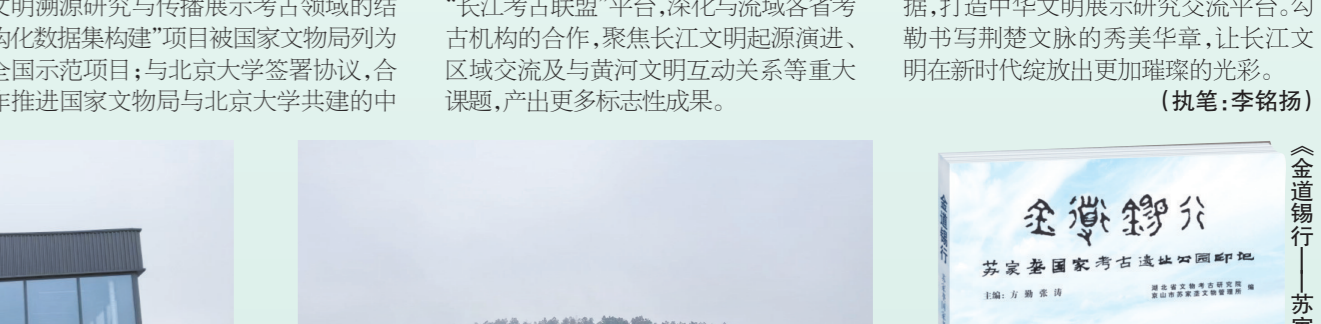 文明溯源研究与传播展示考古领域的结
构化数据集构建”项目被国家文物局列为
全国示范项目；与北京大学签署协议，合
作推进国家文物局与北京大学共建的中
“长江考古联盟”平台，深化与流域各省考
古机构的合作，聚焦长江文明起源演进、
区域交流及与黄河文明互动关系等重大
课题，产出更多标志性成果。
据，打造中华文明展示研究交流平台。勾
勒书写荆楚文脉的秀美华章，让长江文
明在新时代绽放出更加璀璨的光彩。
（执笔：李铭扬）
金道锡行
金道锡行
苏家垄国家考古遗址公园印记
主编：方勤 张涛
湖北省文物考古研究院
京山市苏家垄文物管理所
编
《金道锡行——苏家